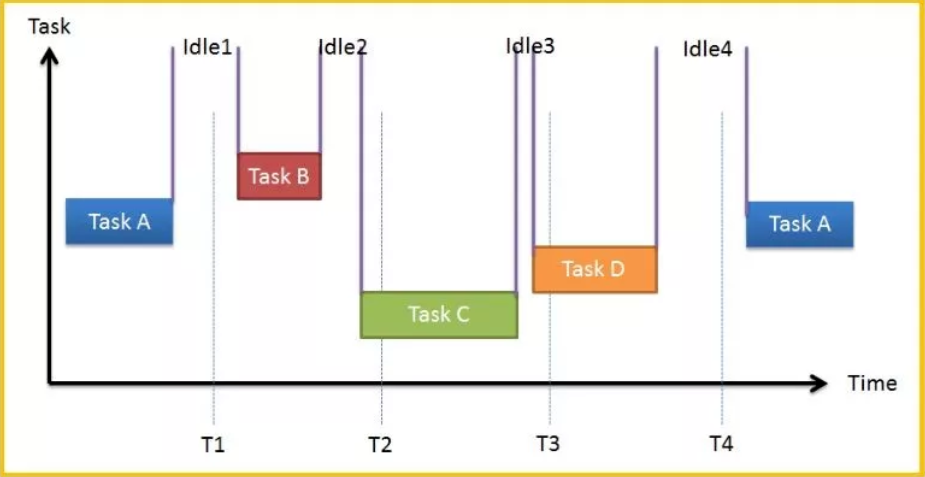 Task
Idle1
Idle2
Idle3
Idle4
Task B
Task A
Task A
Task D
Task C
Time
T1
T2
T3
T4